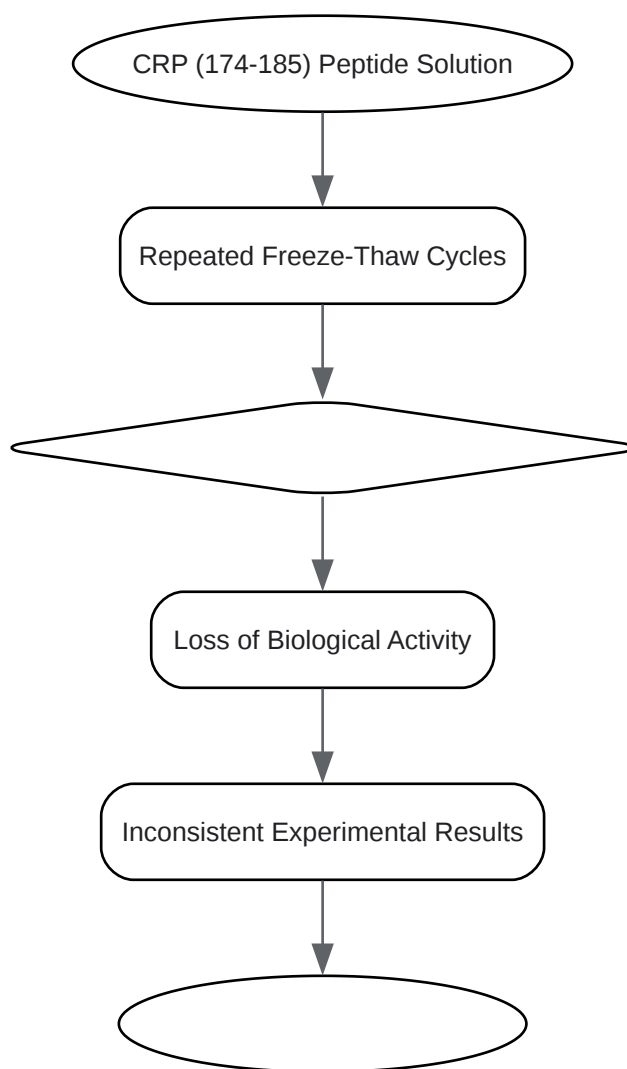 CRP (174-185) Peptide Solution
Repeated Freeze-Thaw Cycles
Loss of Biological Activity
Inconsistent Experimental Results